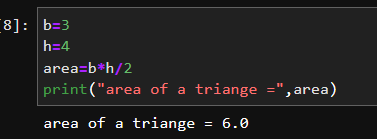 [8]: b=3
h=4
area=b*h/2
print("area of a triange =",area)
area of a triange = 6.0